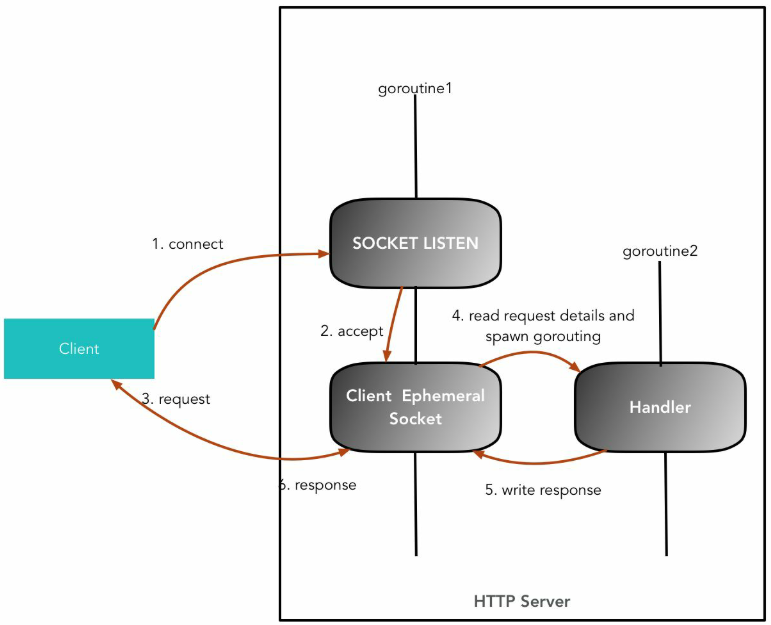 goroutine1
1. connect
SOCKET LISTEN
goroutine2
2. accept
4. read request details and
spawn gorouting
Client
Client Ephemeral
Socket
Handler
3. request
6. response
5. write response
HTTP Server